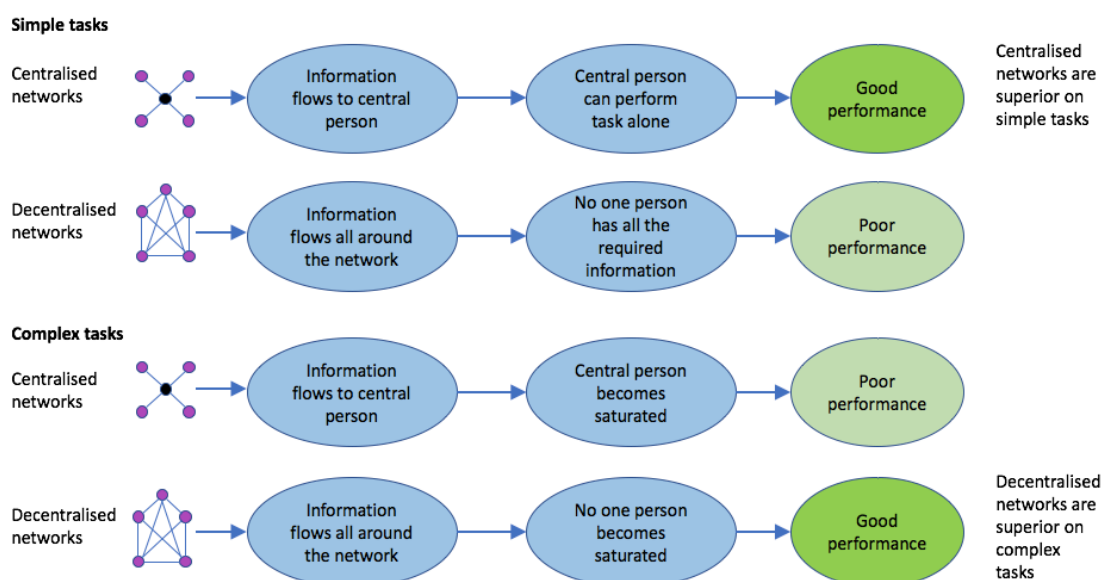 Simple tasks
Centralised
networks
Information
flows to central
person
Central person
can perform
task alone
Good
performance
Centralised
networks are
superior on
simple tasks
Decentralised
networks
Information
flows all around
the network
No one person
has all the
required
information
Poor
performance
Complex tasks
Centralised
networks
Information
flows to central
person
Central person
becomes
saturated
Poor
performance
Decentralised
networks
Information
flows all around
the network
No one person
becomes
saturated
Good
performance
Decentralised
networks are
superior on
complex
tasks